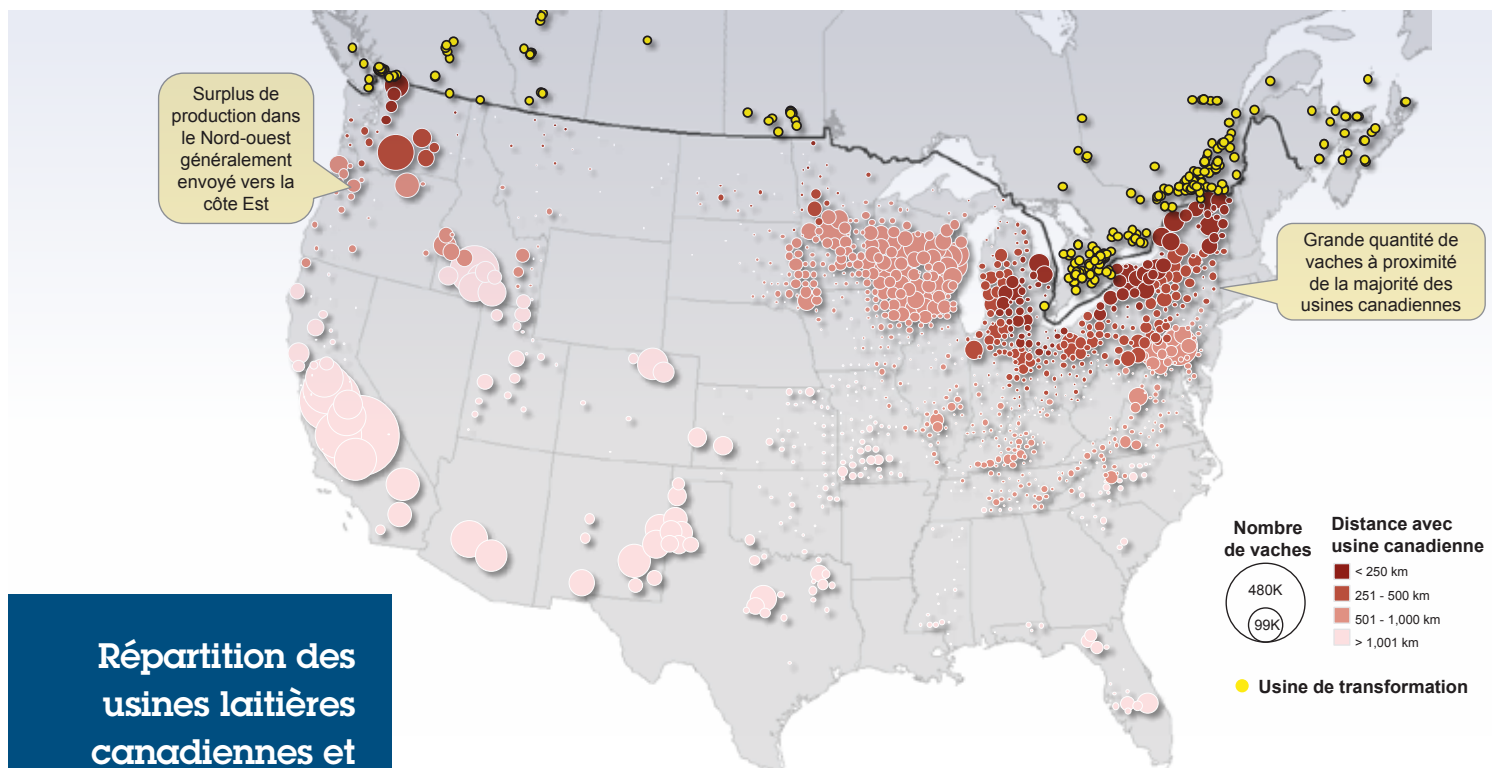 Surplus de
production dans
le Nord-ouest
généralement
envoyé vers la
côte Est
Grande quantité de
vaches à proximité
de la majorité des
usines canadiennes
Nombre
de vaches
480K
99K
Distance avec
usine canadienne
< 250 km
251 - 500 km
501 - 1,000 km
> 1,001 km
Usine de transformation
Répartition des
usines laitières
canadiennes et